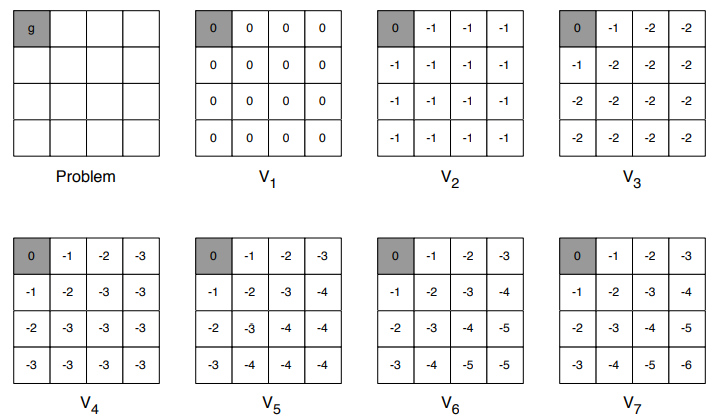 g
Problem
0 0 0 0
0 0 0 0
0 0 0 0
0 0 0 0
V1
0 -1 -1 -1
-1 -1 -1 -1
-1 -1 -1 -1
-1 -1 -1 -1
V2
0 -1 -2 -2
-1 -2 -2 -2
-2 -2 -2 -2
-2 -2 -2 -2
V3
0 -1 -2 -3
-1 -2 -3 -3
-2 -3 -3 -3
-3 -3 -3 -3
V4
0 -1 -2 -3
-1 -2 -3 -4
-2 -3 -4 -4
-3 -4 -4 -4
V5
0 -1 -2 -3
-1 -2 -3 -4
-2 -3 -4 -5
-3 -4 -5 -5
V6
0 -1 -2 -3
-1 -2 -3 -4
-2 -3 -4 -5
-3 -4 -5 -6
V7